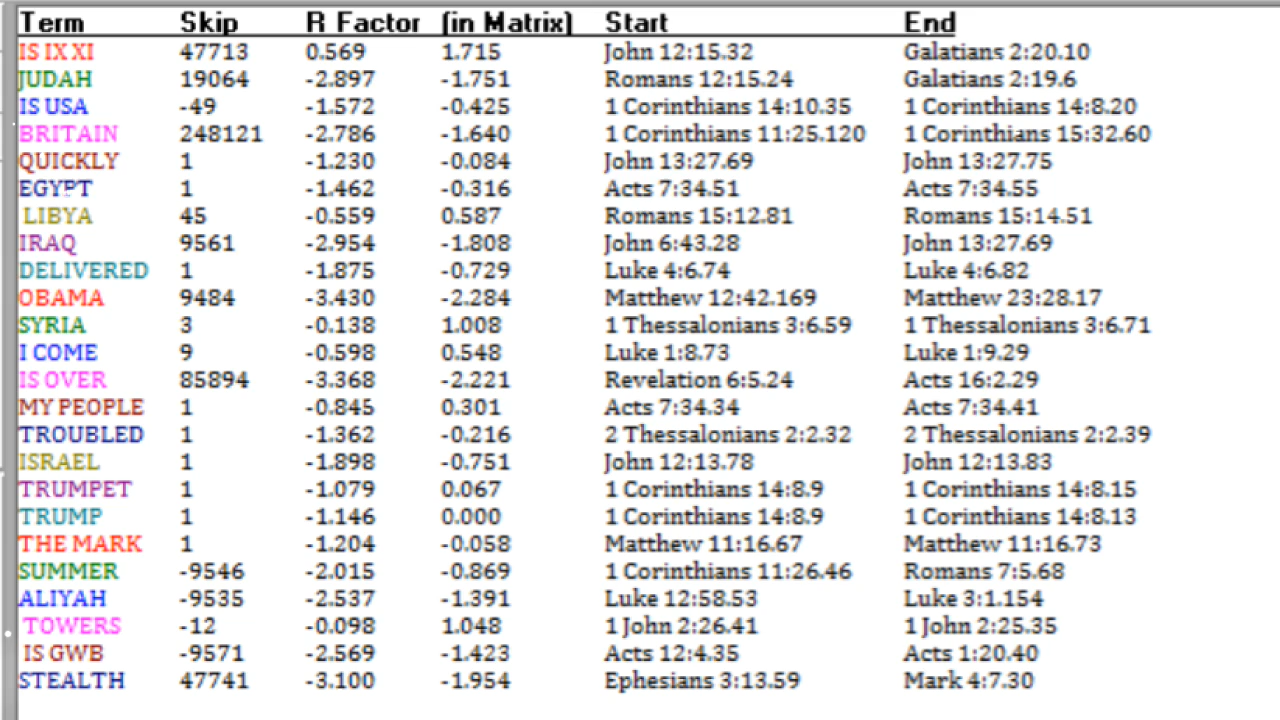 Term Skip R Factor (in Matrix) Start End
IS IX XI 47713 0.569 1.715 John 12:15.32 Galatians 2:20.10
JUDAH 19064 -2.897 -1.751 Romans 12:15.24 Galatians 2:19.6
IS USA -49 -1.572 -0.425 1 Corinthians 14:10.35 1 Corinthians 14:8.20
BRITAIN 248121 -2.786 -1.640 1 Corinthians 11:25.120 1 Corinthians 15:32.60
QUICKLY 1 -1.230 -0.084 John 13:27.69 John 13:27.75
EGYPT 1 -1.462 -0.316 Acts 7:34.51 Acts 7:34.55
LIBYA 45 -0.559 0.587 Romans 15:12.81 Romans 15:14.51
IRAQ 9561 -2.954 -1.808 John 6:43.28 John 13:27.69
DELIVERED 1 -1.875 -0.729 Luke 4:6.74 Luke 4:6.82
OBAMA 9484 -3.430 -2.284 Matthew 12:42.169 Matthew 23:28.17
SYRIA 3 -0.138 1.008 1 Thessalonians 3:6.59 1 Thessalonians 3:6.71
I COME 9 -0.598 0.548 Luke 1:8.73 Luke 1:9.29
IS OVER 85894 -3.368 -2.221 Revelation 6:5.24 Acts 16:2.29
MY PEOPLE 1 -0.845 0.301 Acts 7:34.34 Acts 7:34.41
TROUBLED 1 -1.362 -0.216 2 Thessalonians 2:2.32 2 Thessalonians 2:2.39
ISRAEL 1 -1.898 -0.751 John 12:13.78 John 12:13.83
TRUMPET 1 -1.079 0.067 1 Corinthians 14:8.9 1 Corinthians 14:8.15
TRUMP 1 -1.146 0.000 1 Corinthians 14:8.9 1 Corinthians 14:8.13
THE MARK 1 -1.204 -0.058 Matthew 11:16.67 Matthew 11:16.73
SUMMER -9546 -2.015 -0.869 1 Corinthians 11:26.46 Romans 7:5.68
ALIYAH -9535 -2.537 -1.391 Luke 12:58.53 Luke 3:1.154
TOWERS -12 -0.098 1.048 1 John 2:26.41 1 John 2:25.35
IS GWB -9571 -2.569 -1.423 Acts 12:4.35 Acts 1:20.40
STEALTH 47741 -3.100 -1.954 Ephesians 3:13.59 Mark 4:7.30